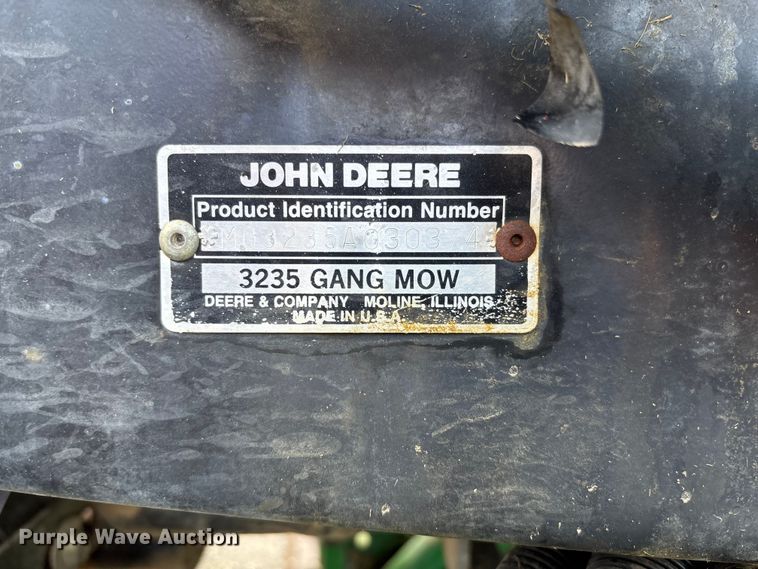 JOHN DEERE
Product Identification Number
3235 GANG MOW
DEERE & COMPANY MOLINE, ILLINOIS
MADE IN U.S.A.
Purple Wave Auction